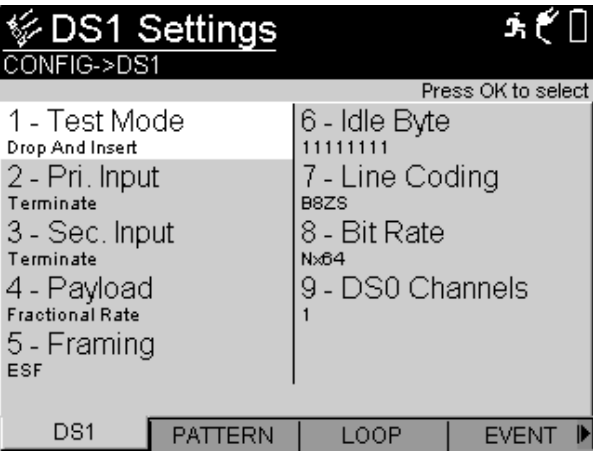 DS1 Settings
CONFIG->DS1
Press OK to select
1 - Test Mode
Drop And Insert
2 - Pri. Input
Terminate
3 - Sec. Input
Terminate
4 - Payload
Fractional Rate
5 - Framing
ESF
6 - Idle Byte
11111111
7 - Line Coding
B8ZS
8 - Bit Rate
Nx64
9 - DS0 Channels
1
DS1 PATTERN LOOP EVENT